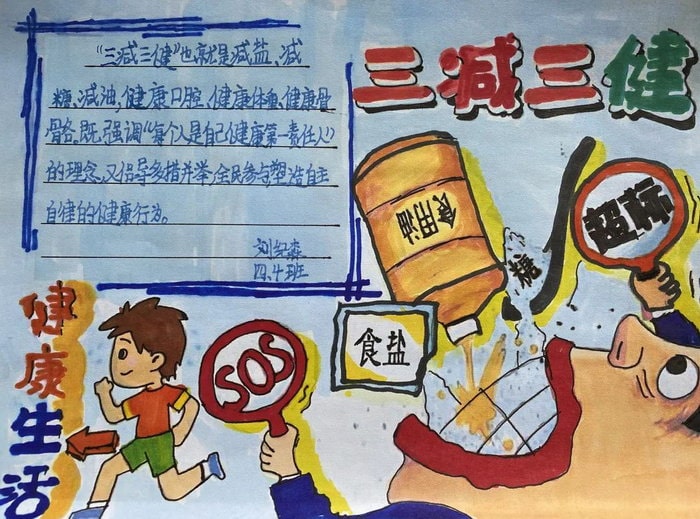 三减三健
“三减三健”也就是减盐、减
糖、减油,健康口腔、健康体重、健康骨
骼。既强调“每个人是自己健康第一责任人”
的理念,又倡导多措并举,全民参与,塑造自主
自健的健康行为。
刘纪森
四.4班
食用油
糖
超标
食盐
SOS
健康生活